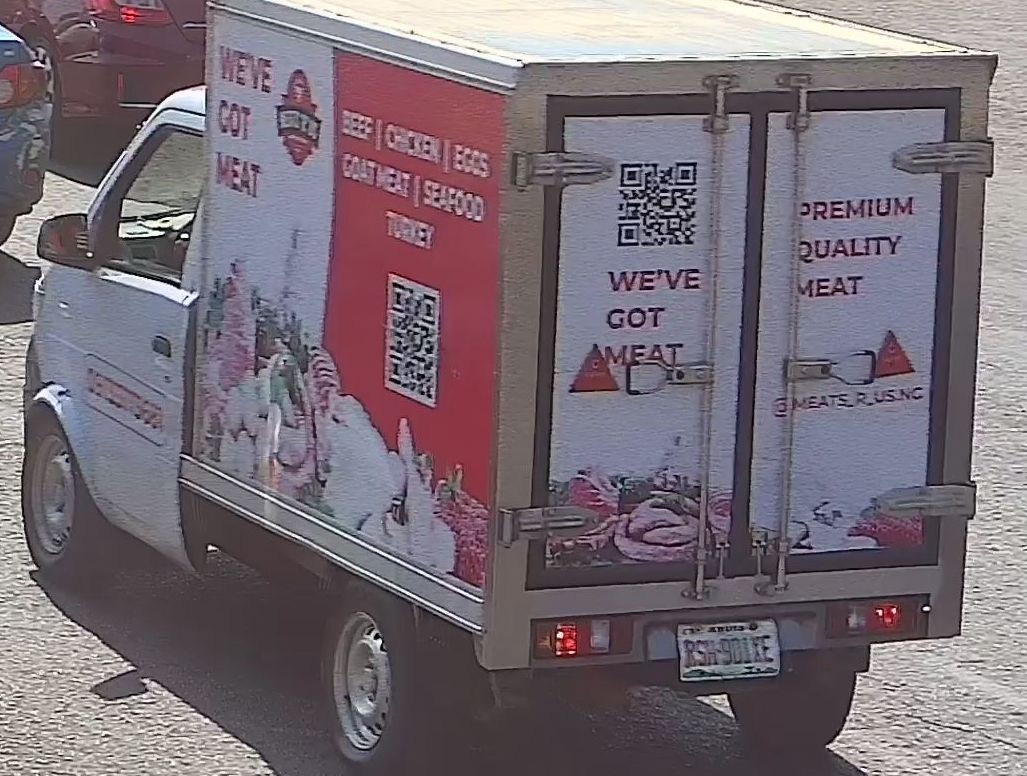 WE'VE
GOT
MEAT
BEEF | CHICKEN | EGGS
GOAT MEAT | SEAFOOD
TURKEY
WE'VE
GOT
MEAT
PREMIUM
QUALITY
MEAT
@MEATS_R_US.NG